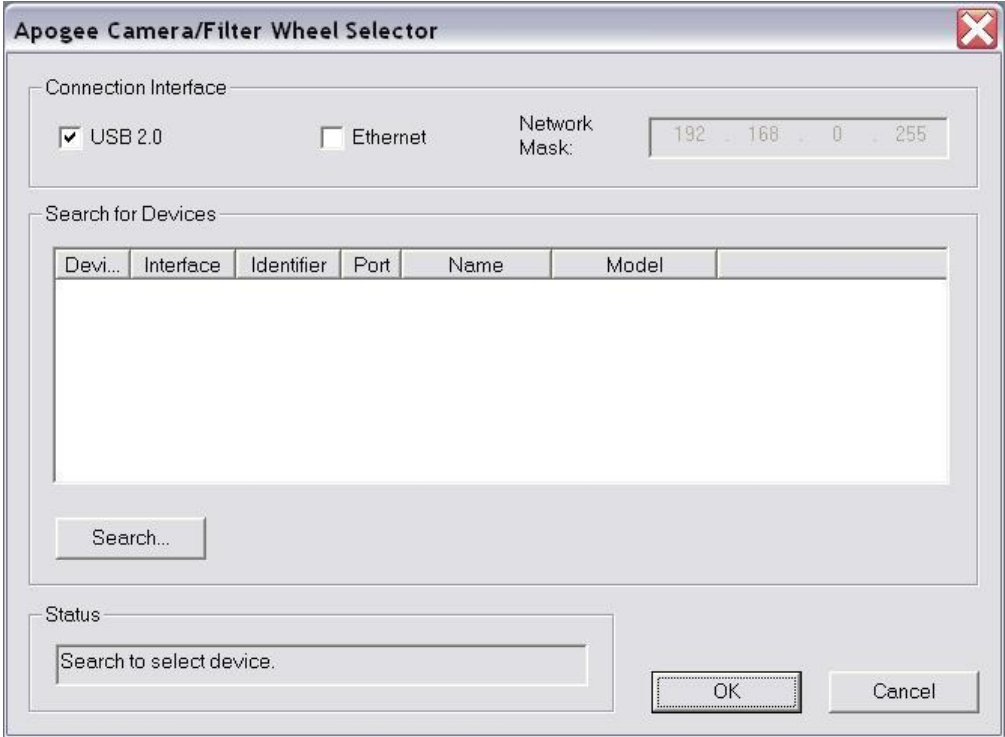 Apogee Camera/Filter Wheel Selector
Connection Interface
USB 2.0
Ethernet
Network
Mask:
192 . 168 . 0 . 255
Search for Devices
Devi... Interface Identifier Port Name Model
Search...
Status
Search to select device.
OK
Cancel